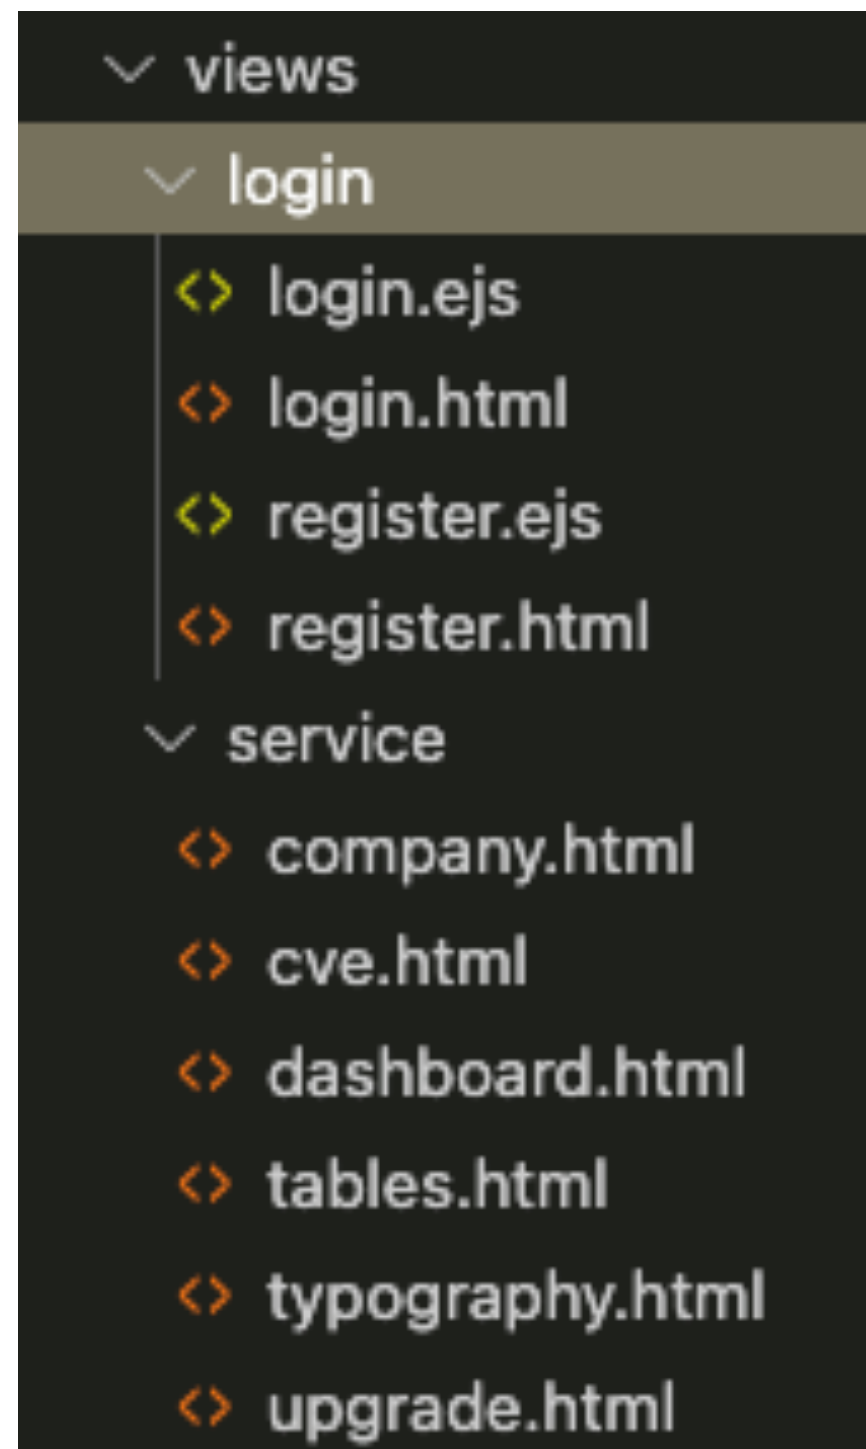 views
login
login.ejs
login.html
register.ejs
register.html
service
company.html
cve.html
dashboard.html
tables.html
typography.html
upgrade.html